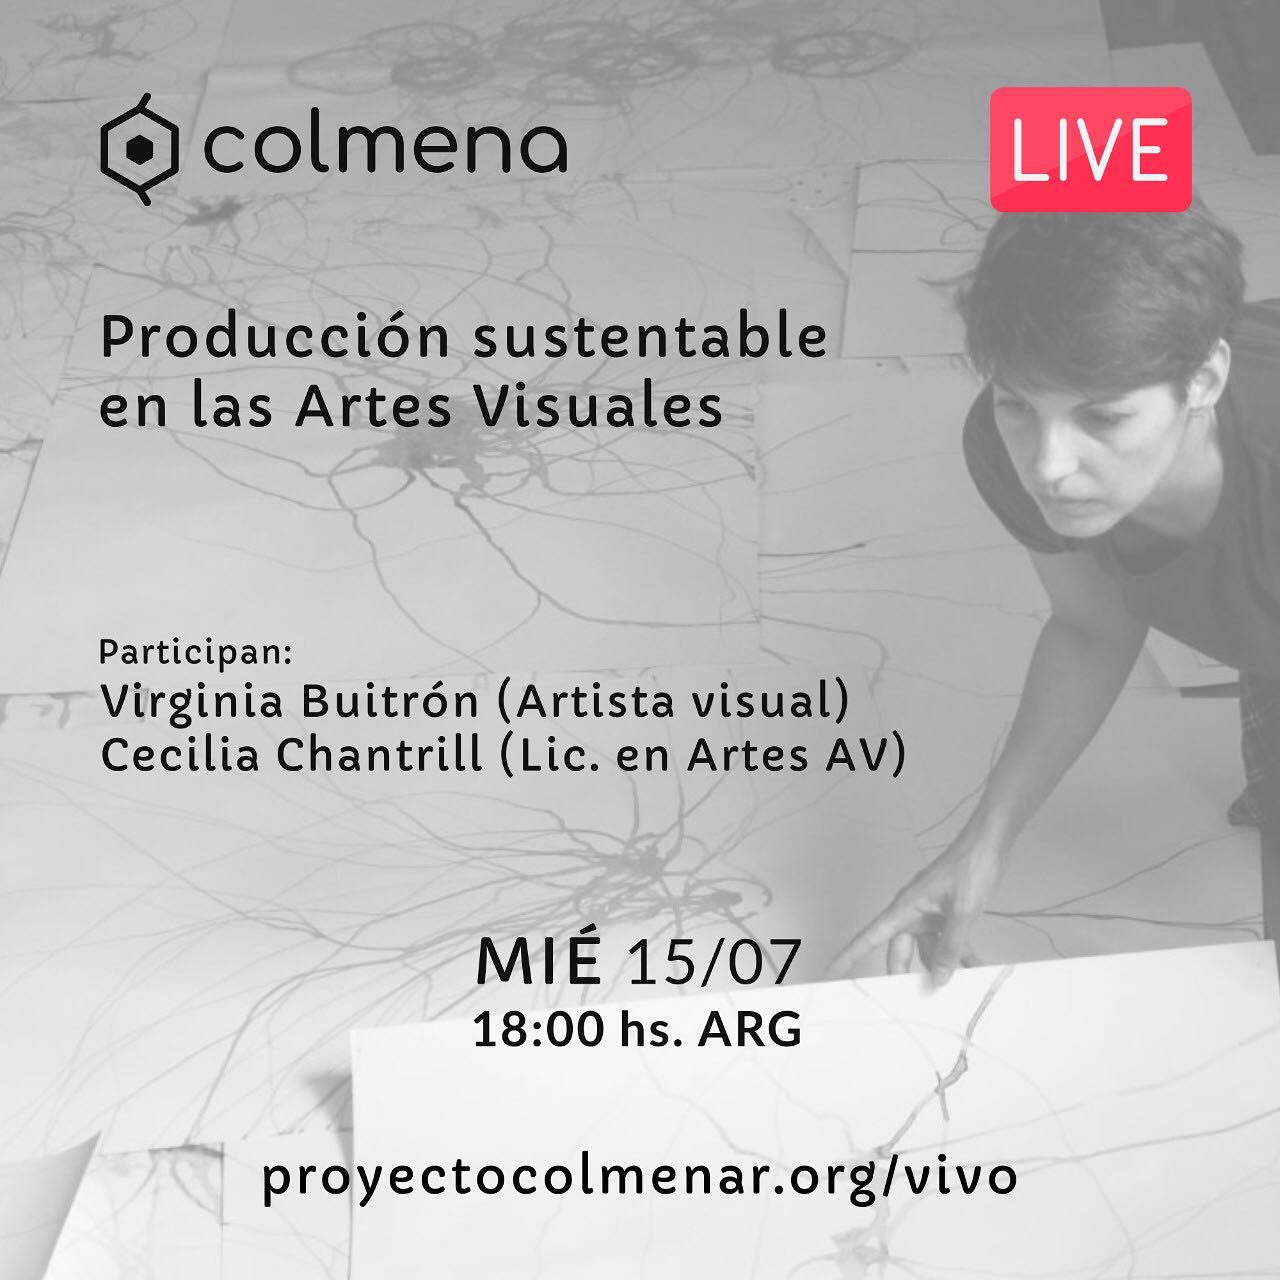 colmena
LIVE
Producción sustentable
en las Artes Visuales
Participan:
Virginia Buitrón (Artista visual)
Cecilia Chantrill (Lic. en Artes AV)
MIÉ 15/07
18:00 hs. ARG
proyectocolmenar.org/vivo